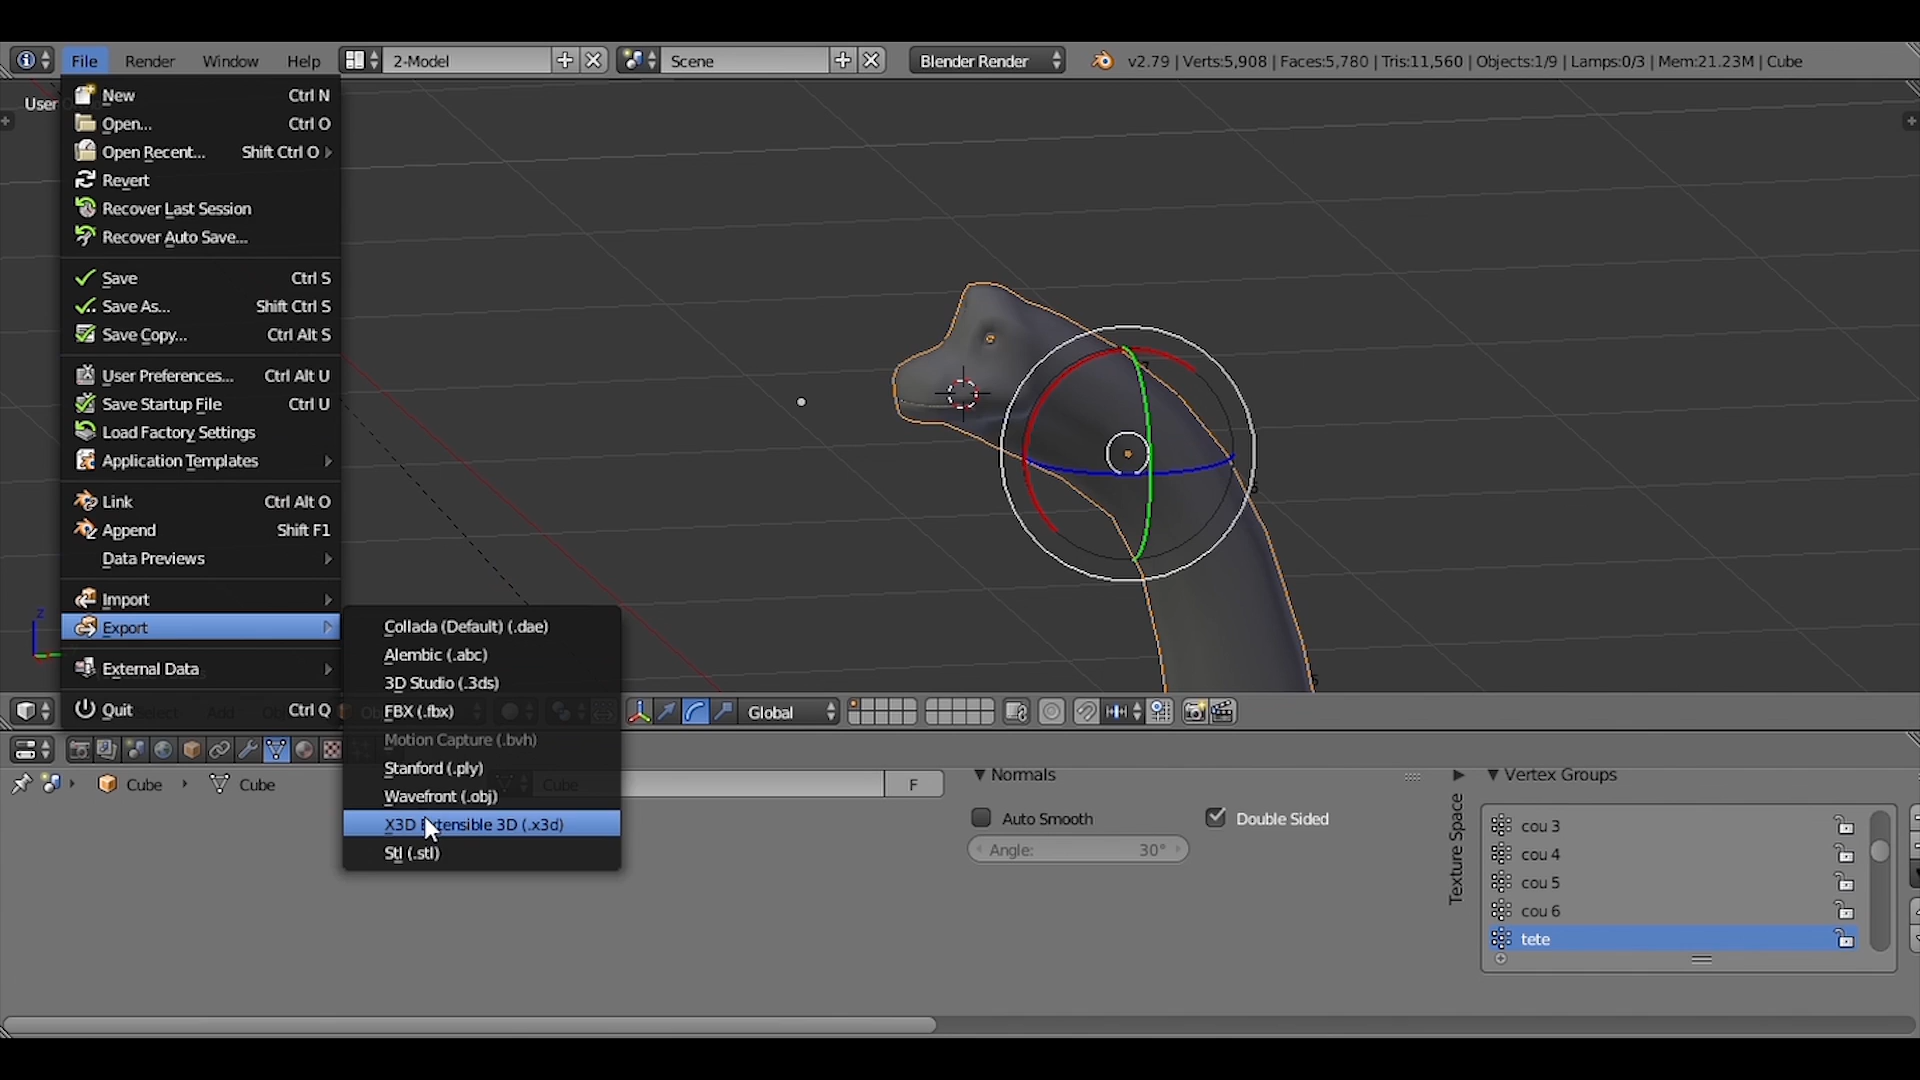 File Render Window Help 2-Model Scene Blender Render v2.79 | Verts:5,908 | Faces:5,780 | Tris:11,560 | Objects:1/9 | Lamps:0/3 | Mem:21.23M | Cube
User
New Ctrl N
Open... Ctrl O
Open Recent... Shift Ctrl O
Revert
Recover Last Session
Recover Auto Save...
Save Ctrl S
Save As... Shift Ctrl S
Save Copy... Ctrl Alt S
User Preferences... Ctrl Alt U
Save Startup File Ctrl U
Load Factory Settings
Application Templates
Link Ctrl Alt O
Append Shift F1
Data Previews
Import
Export
External Data
Quit Ctrl Q
Collada (Default) (.dae)
Alembic (.abc)
3D Studio (.3ds)
FBX (.fbx)
Motion Capture (.bvh)
Stanford (.ply)
Wavefront (.obj)
X3D Extensible 3D (.x3d)
Stl (.stl)
z
Select Add
Global
Cube Cube
Cube F
Normals
Auto Smooth Double Sided
Angle: 30°
Texture Space
Vertex Groups
cou 3
cou 4
cou 5
cou 6
tete